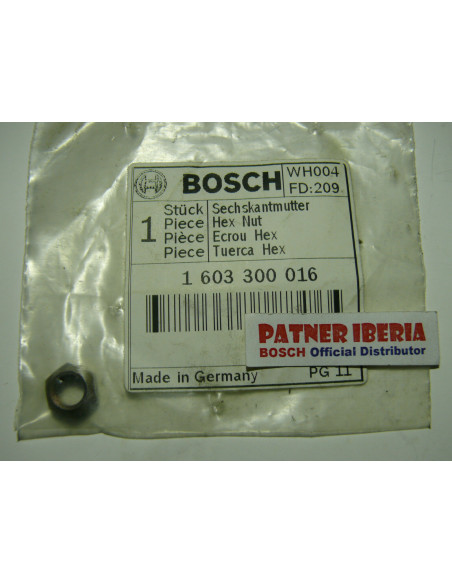 BOSCH
WH004
FD:209
1
Stück Sechskantmutter
Piece Hex Nut
Pièce Ecrou Hex
Piece Tuerca Hex
1 603 300 016
PATNER IBERIA
BOSCH Official Distributor
Made in Germany PG 11